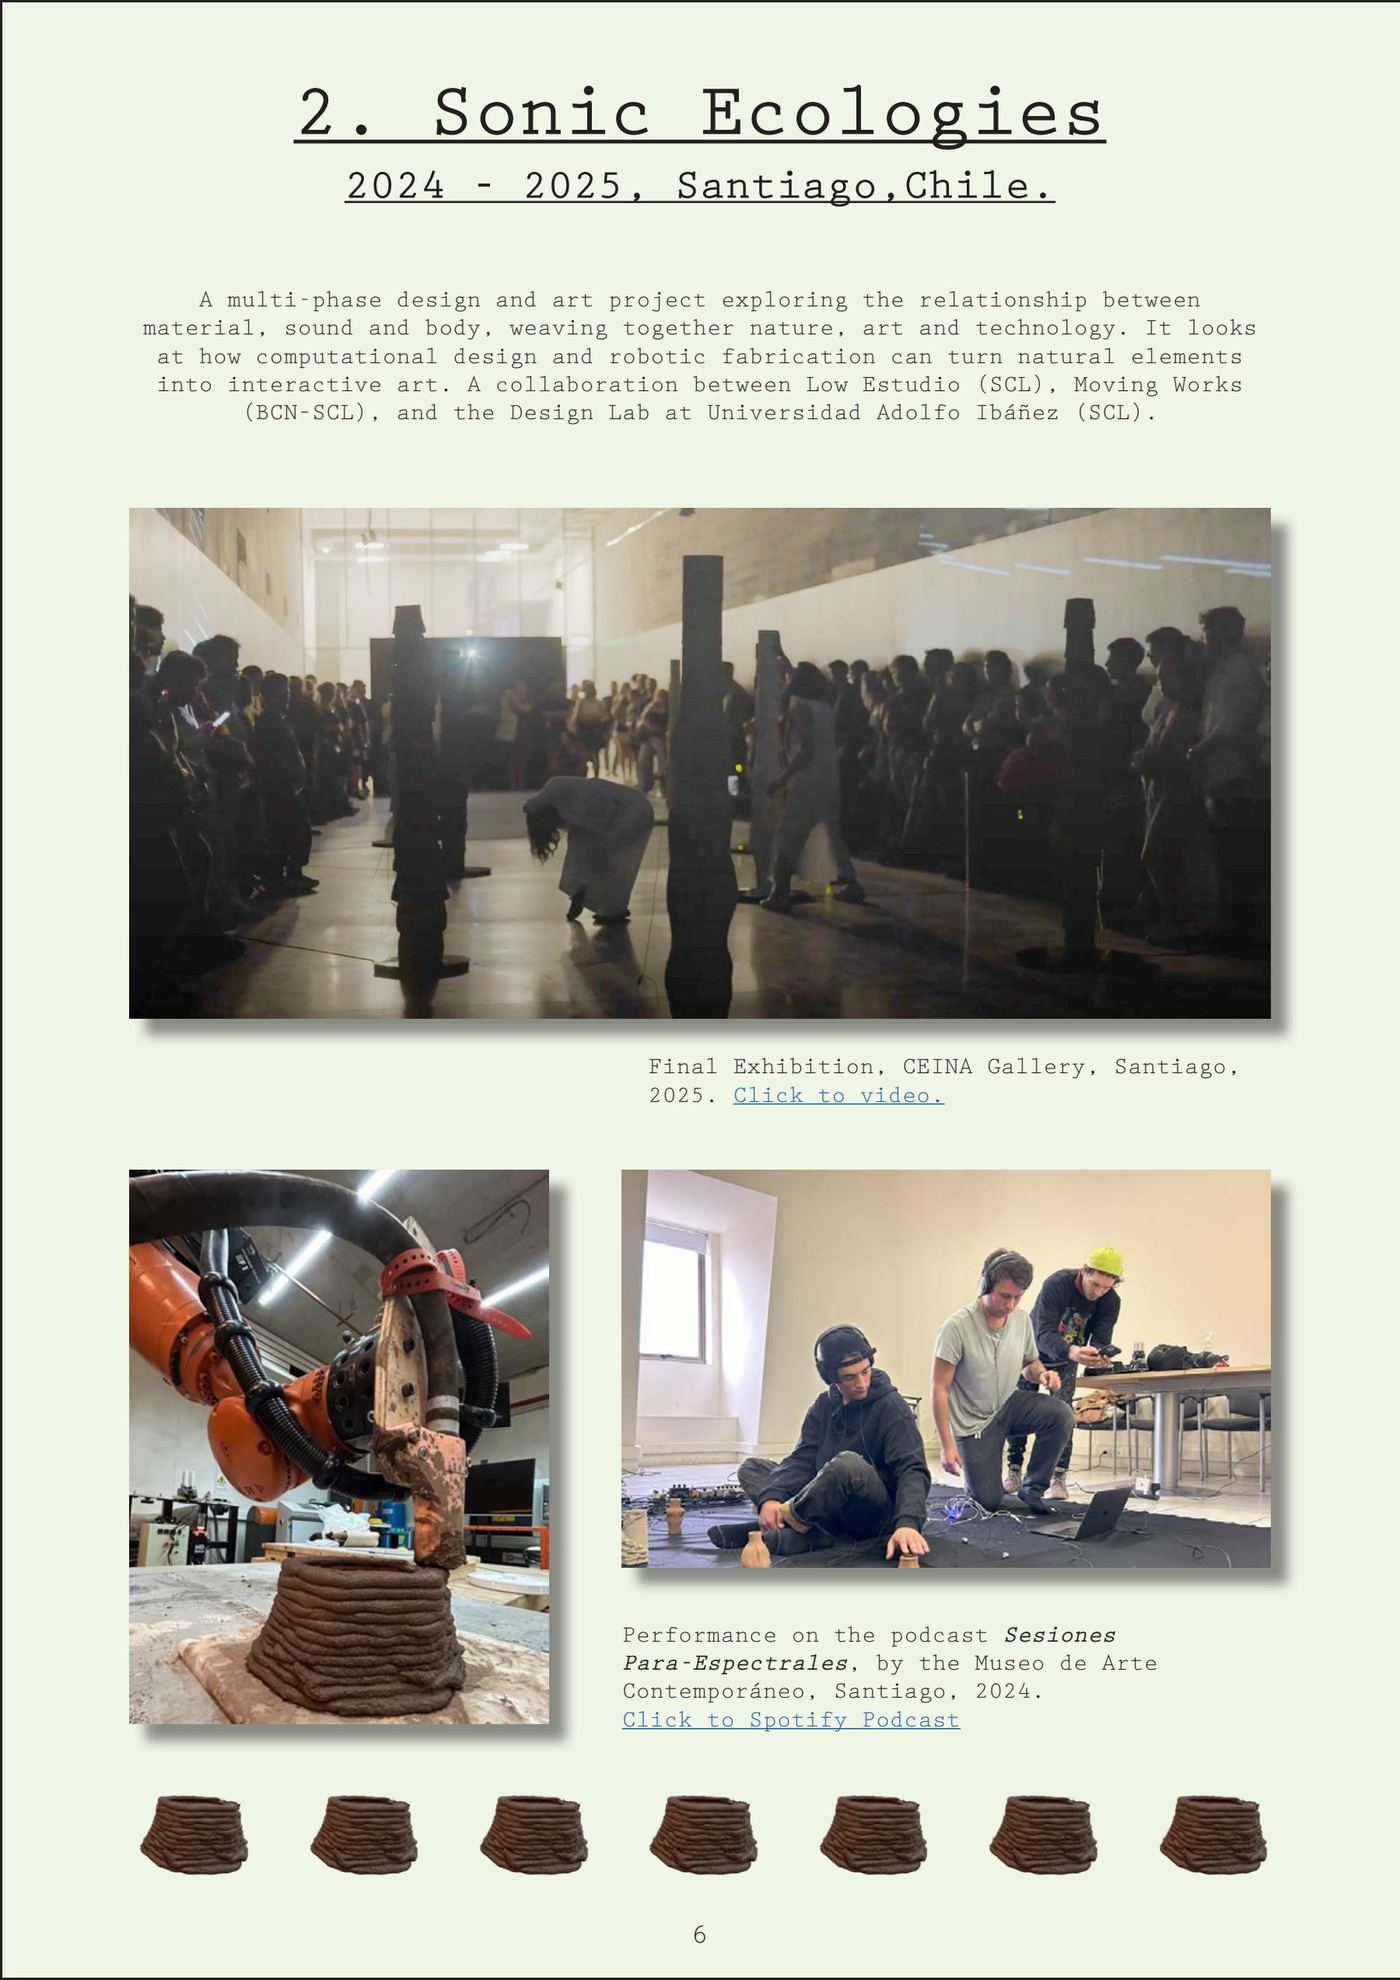 2. Sonic Ecologies
2024 - 2025, Santiago,Chile.
A multi-phase design and art project exploring the relationship between
material, sound and body, weaving together nature, art and technology. It looks
at how computational design and robotic fabrication can turn natural elements
into interactive art. A collaboration between Low Estudio (SCL), Moving Works
(BCN-SCL), and the Design Lab at Universidad Adolfo Ibáñez (SCL).
Final Exhibition, CEINA Gallery, Santiago,
2025. Click to video.
Performance on the podcast Sesiones
Para-Espectrales, by the Museo de Arte
Contemporáneo, Santiago, 2024.
Click to Spotify Podcast
6